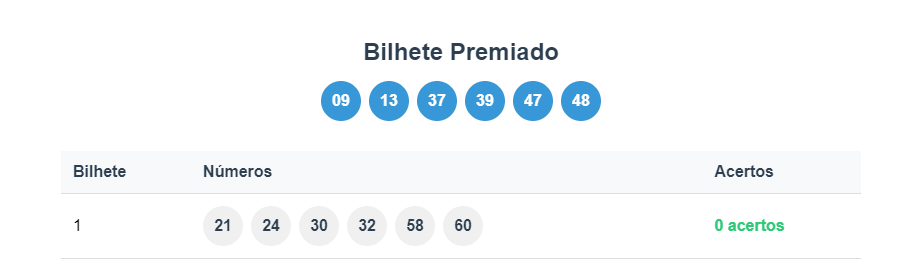 Bilhete Premiado
09 13 37 39 47 48
Bilhete Números Acertos
1 21 24 30 32 58 60 0 acertos